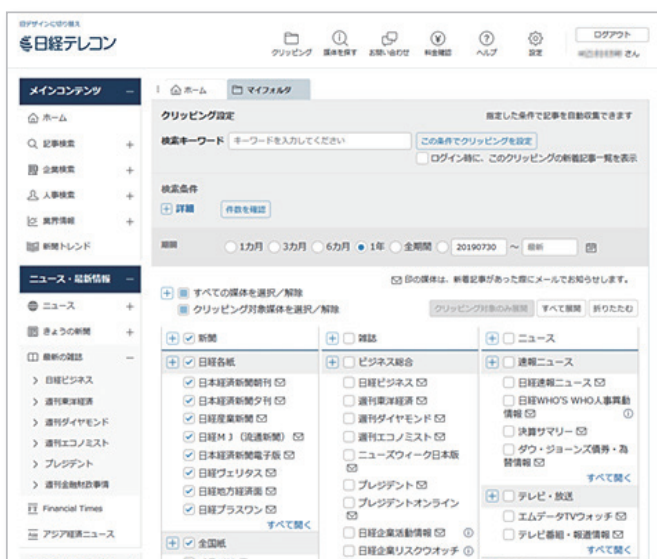 旧デザインに切り替え
日経テレコン
クリッピング 媒体を探す お問い合わせ 料金確認 ヘルプ 設定
ログアウト
さん
メインコンテンツ
ホーム
記事検索
企業検索
人事検索
業界情報
新聞トレンド
ニュース・最新情報
ニュース
きょうの新聞
最新の雑誌
日経ビジネス
週刊東洋経済
週刊ダイヤモンド
週刊エコノミスト
プレジデント
週刊金融財政事情
Financial Times
アジア経済ニュース
ホーム マイフォルダ
クリッピング設定 指定した条件で記事を自動収集できます
検索キーワード キーワードを入力してください この条件でクリッピングを設定
ログイン時に、このクリッピングの新着記事一覧を表示
検索条件
詳細 件数を確認
期間 1カ月 3カ月 6カ月 1年 全期間 20190730 ～ 最新
印の媒体は、新着記事があった際にメールでお知らせします。
すべての媒体を選択／解除
クリッピング対象媒体を選択／解除
クリッピング対象のみ展開 すべて展開 折りたたむ
新聞
日経各紙
日本経済新聞朝刊
日本経済新聞夕刊
日経産業新聞
日経ＭＪ（流通新聞）
日本経済新聞電子版
日経ヴェリタス
日経地方経済面
日経プラスワン
すべて開く
全国紙
雑誌
ビジネス総合
日経ビジネス
週刊東洋経済
週刊ダイヤモンド
週刊エコノミスト
ニューズウィーク日本版
プレジデント
プレジデントオンライン
日経企業活動情報
日経企業リスクウオッチ
ニュース
速報ニュース
日経速報ニュース
日経WHO'S WHO人事異動
情報
決算サマリー
ダウ・ジョーンズ債券・為
替情報
すべて開く
テレビ・放送
エムデータTVウォッチ
テレビ番組・報道情報
すべて開く